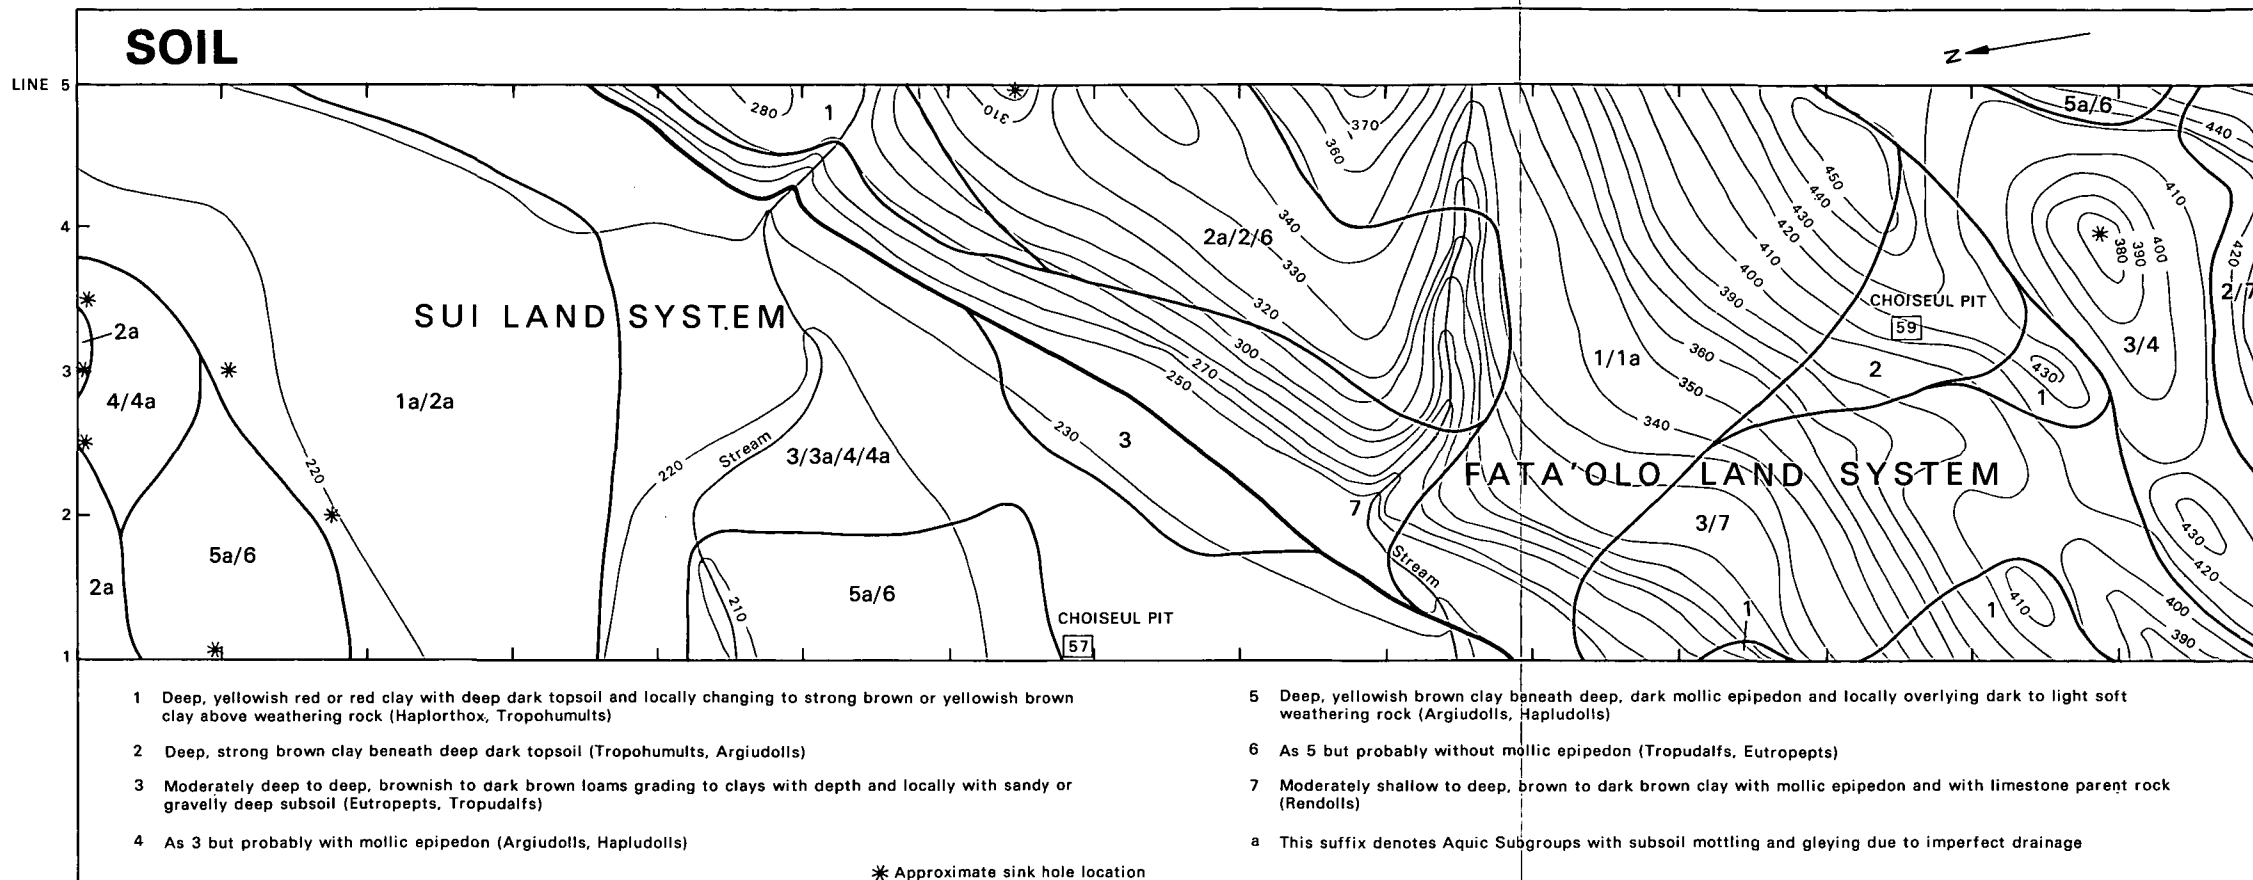 SOIL
N
LINE 5
4
3
2
1
280
1
310
370
360
5a/6
440
450
440
430
420
410
400
390
410
380
390
400
420
2/7
2a/2/6
340
330
320
300
270
250
SUI LAND SYSTEM
2a
4/4a
1a/2a
CHOISEUL PIT
59
1/1a
360
350
340
2
430
1
3/4
230
3
220
Stream
220
3/3a/4/4a
FATA'OLO LAND SYSTEM
7
3/7
430
420
5a/6
2a
210
5a/6
Stream
CHOISEUL PIT
57
1
410
1
400
390
1 Deep, yellowish red or red clay with deep dark topsoil and locally changing to strong brown or yellowish brown
clay above weathering rock (Haplorthox, Tropohumults)
2 Deep, strong brown clay beneath deep dark topsoil (Tropohumults, Argiudolls)
3 Moderately deep to deep, brownish to dark brown loams grading to clays with depth and locally with sandy or
gravelly deep subsoil (Eutropepts, Tropudalfs)
4 As 3 but probably with mollic epipedon (Argiudolls, Hapludolls)
5 Deep, yellowish brown clay beneath deep, dark mollic epipedon and locally overlying dark to light soft
weathering rock (Argiudolls, Hapludolls)
6 As 5 but probably without mollic epipedon (Tropudalfs, Eutropepts)
7 Moderately shallow to deep, brown to dark brown clay with mollic epipedon and with limestone parent rock
(Rendolls)
a This suffix denotes Aquic Subgroups with subsoil mottling and gleying due to imperfect drainage
Approximate sink hole location